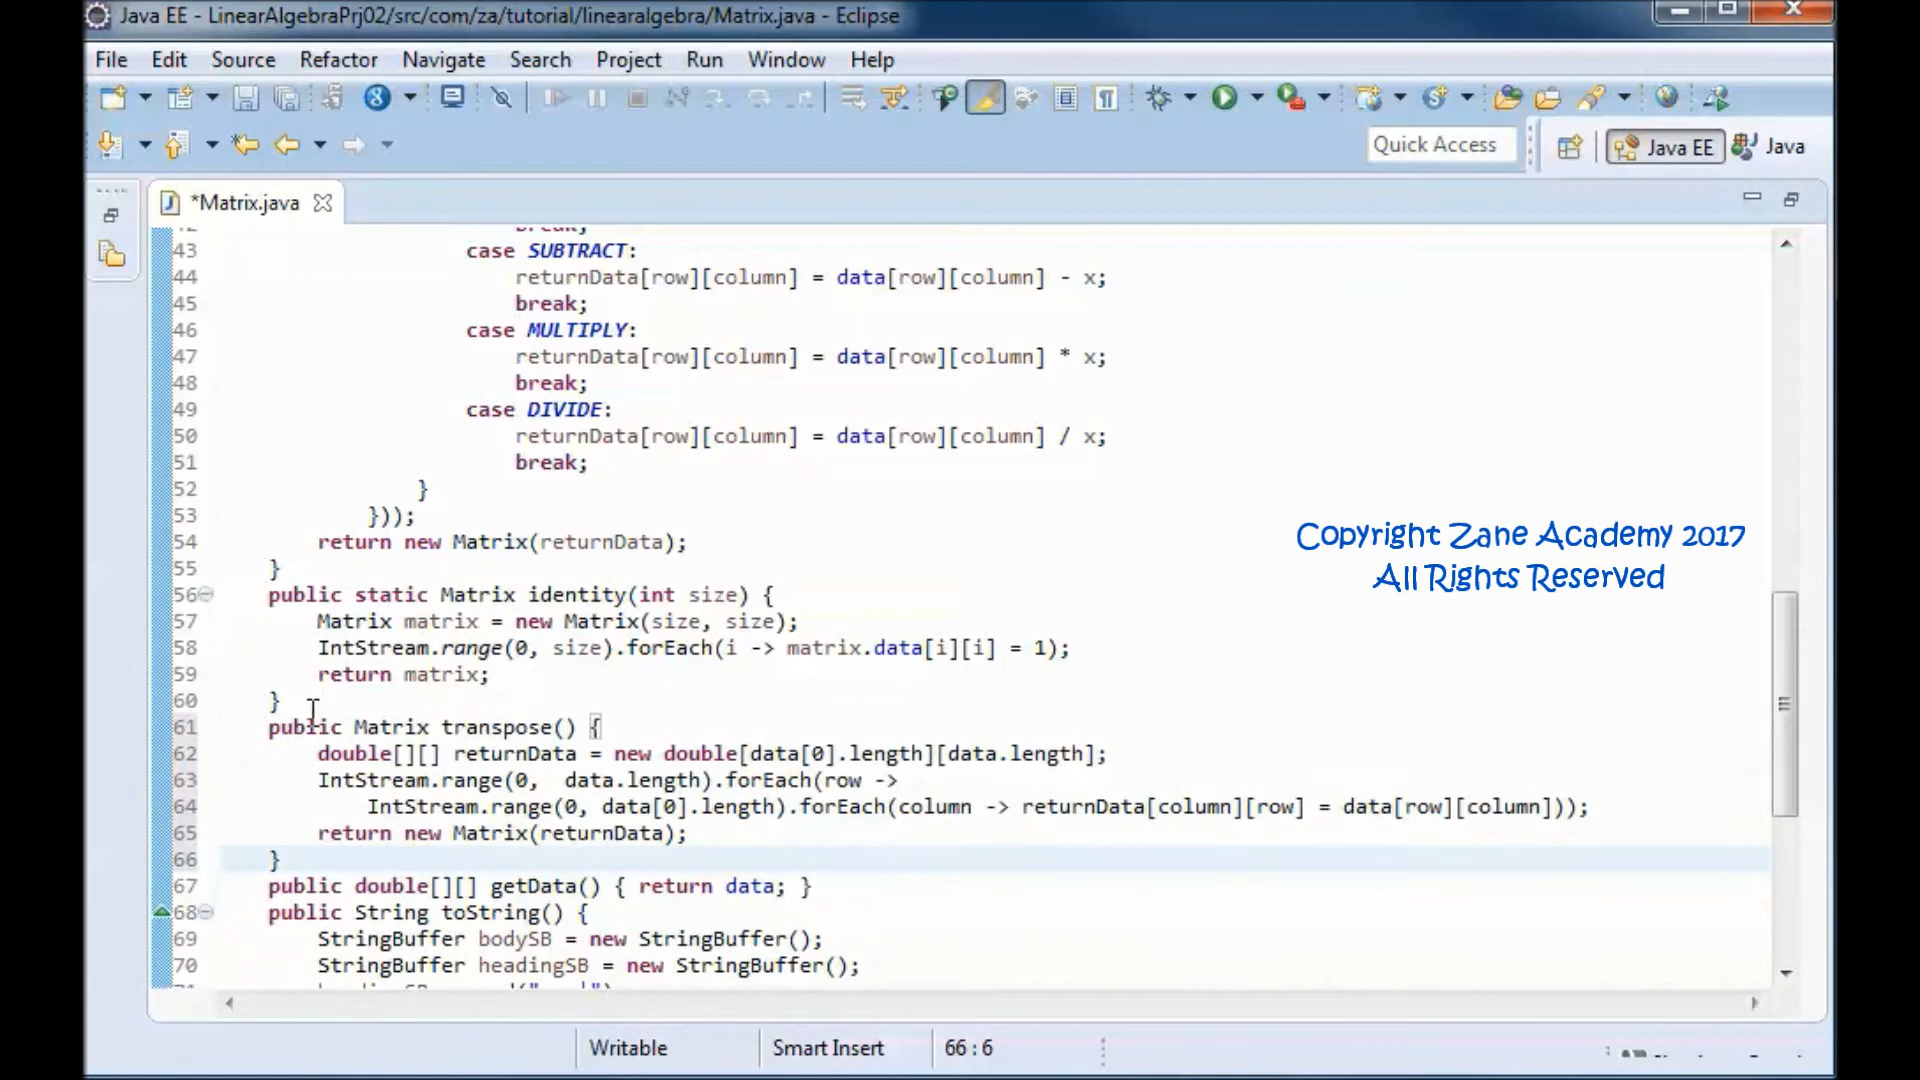 Java EE - LinearAlgebraPrj02/src/com/za/tutorial/linearalgebra/Matrix.java - Eclipse
File Edit Source Refactor Navigate Search Project Run Window Help
Quick Access Java EE Java
*Matrix.java
43 case SUBTRACT:
44 returnData[row][column] = data[row][column] - x;
45 break;
46 case MULTIPLY:
47 returnData[row][column] = data[row][column] * x;
48 break;
49 case DIVIDE:
50 returnData[row][column] = data[row][column] / x;
51 break;
52 }
53 }));
54 return new Matrix(returnData);
55 }
56 public static Matrix identity(int size) {
57 Matrix matrix = new Matrix(size, size);
58 IntStream.range(0, size).forEach(i -> matrix.data[i][i] = 1);
59 return matrix;
60 }
61 public Matrix transpose() {
62 double[][] returnData = new double[data[0].length][data.length];
63 IntStream.range(0,  data.length).forEach(row ->
64 IntStream.range(0, data[0].length).forEach(column -> returnData[column][row] = data[row][column]));
65 return new Matrix(returnData);
66 }
67 public double[][] getData() { return data; }
68 public String toString() {
69 StringBuffer bodySB = new StringBuffer();
70 StringBuffer headingSB = new StringBuffer();
Copyright Zane Academy 2017
All Rights Reserved
Writable Smart Insert 66 : 6